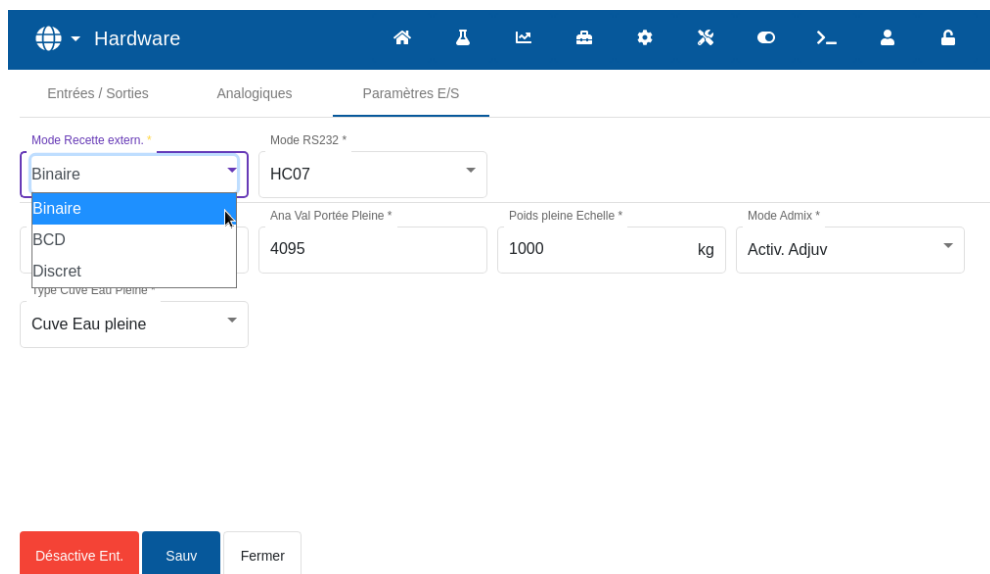 Hardware
Entrées / Sorties Analogiques Paramètres E/S
Mode Recette extern. * Mode RS232 *
Binaire HC07
Binaire
BCD
Discret
Ana Val Portée Pleine * Poids pleine Echelle * Mode Admix *
4095 1000 kg Activ. Adjuv
Type Cuve Eau Pleine *
Cuve Eau pleine
Désactive Ent. Sauv Fermer